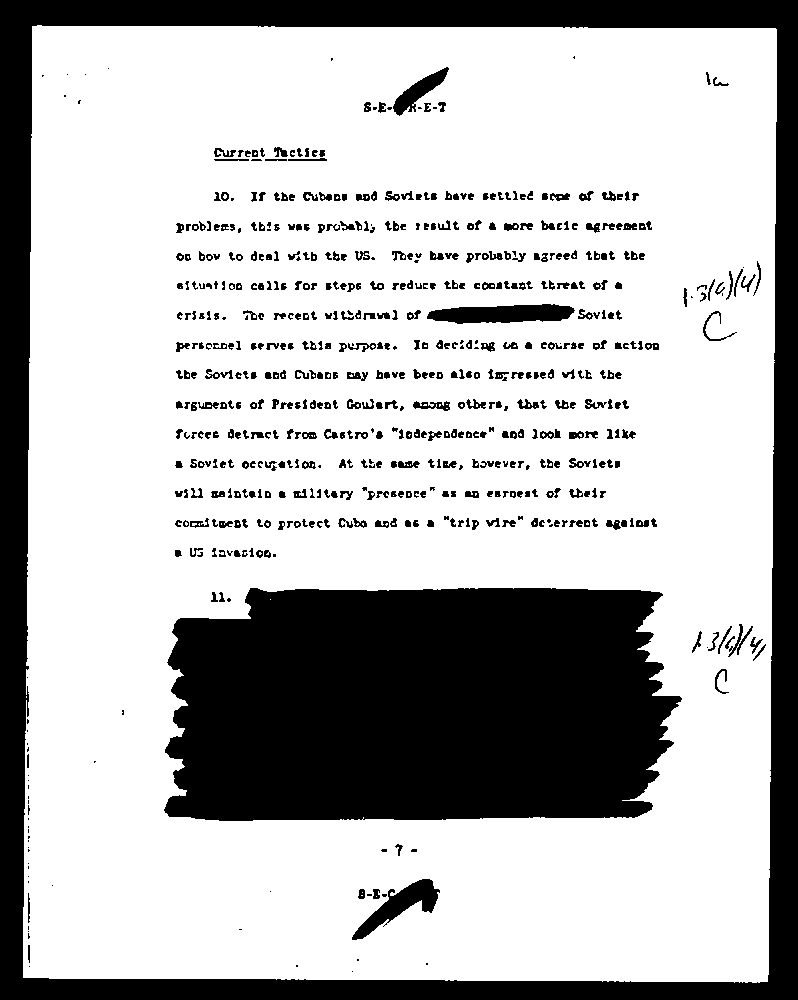 1a
S-E-C-R-E-T
Current Tactics
10. If the Cubans and Soviets have settled some of their
problems, this was probably the result of a more basic agreement
on how to deal with the US. They have probably agreed that the
situation calls for steps to reduce the constant threat of a
crisis. The recent withdrawal of Soviet
personnel serves this purpose. In deciding on a course of action
the Soviets and Cubans may have been also impressed with the
arguments of President Goulart, among others, that the Soviet
forces detract from Castro's "independence" and look more like
a Soviet occupation. At the same time, however, the Soviets
will maintain a military "presence" as an earnest of their
commitment to protect Cuba and as a "trip wire" deterrent against
a US invasion.
1.3(a)(4)
C
11.
1.3(a)(4)
C
- 7 -
S-E-C T